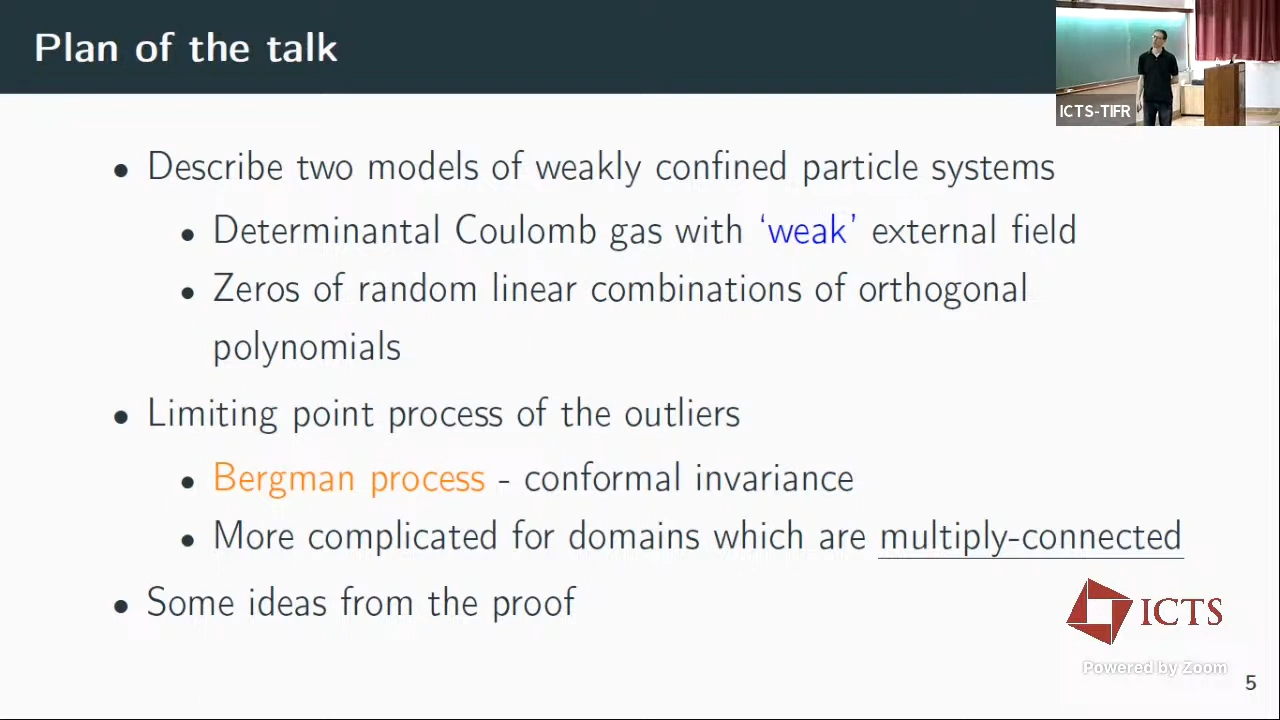 Plan of the talk
ICTS-TIFR
• Describe two models of weakly confined particle systems
• Determinantal Coulomb gas with ‘weak’ external field
• Zeros of random linear combinations of orthogonal
polynomials
• Limiting point process of the outliers
• Bergman process - conformal invariance
• More complicated for domains which are multiply-connected
• Some ideas from the proof
ICTS
Powered by Zoom
5